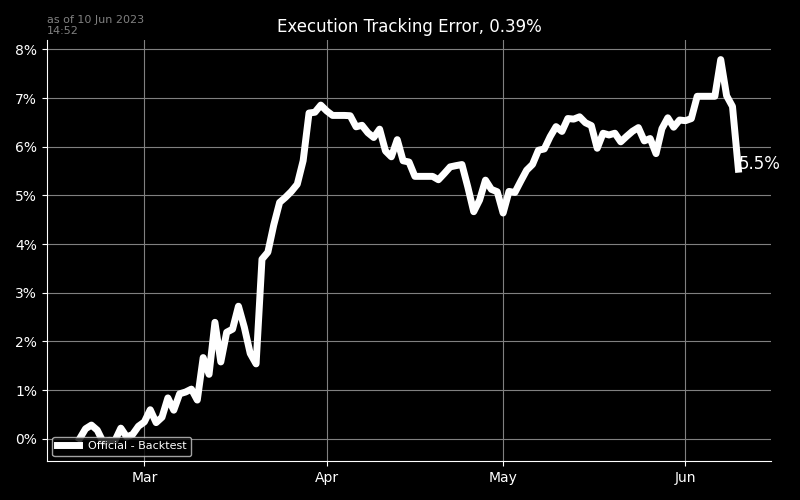 as of 10 Jun 2023
14:52
Execution Tracking Error, 0.39%
8%
7%
6%
5%
4%
3%
2%
1%
0%
5.5%
Official - Backtest
Mar Apr May Jun